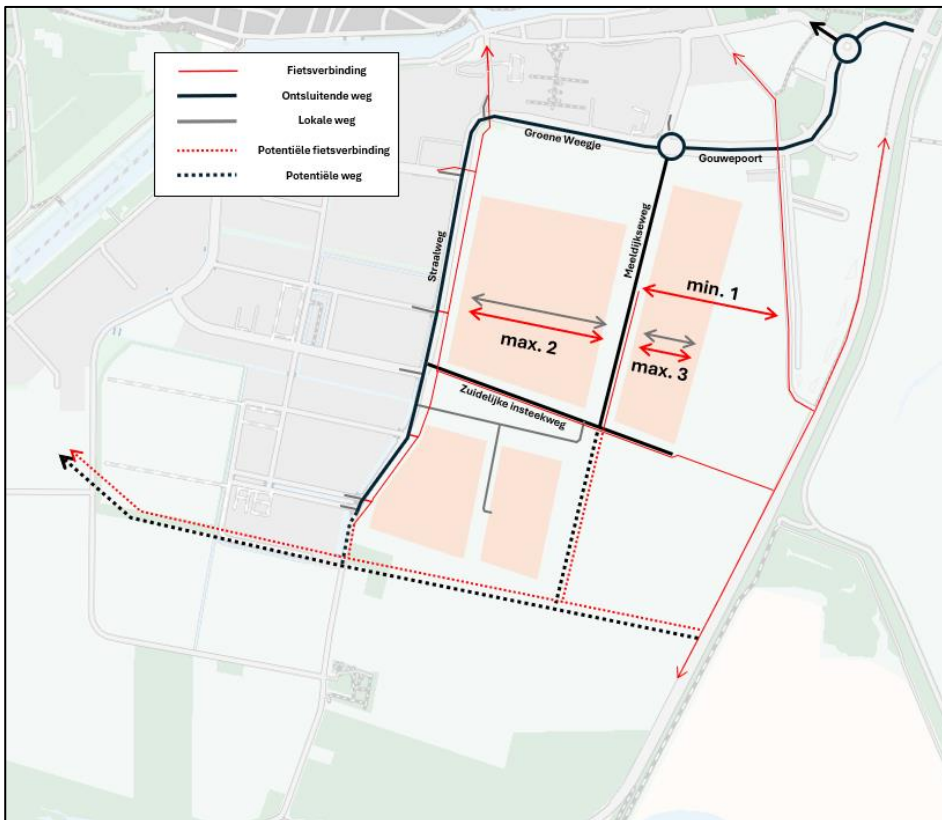 Fietsverbinding
Ontsluitende weg
Lokale weg
Potentiële fietsverbinding
Potentiële weg
Groene Weegje
Gouwepoort
Straalweg
Meeldijkseweg
min. 1
max. 2
max. 3
Zuidelijke insteekweg